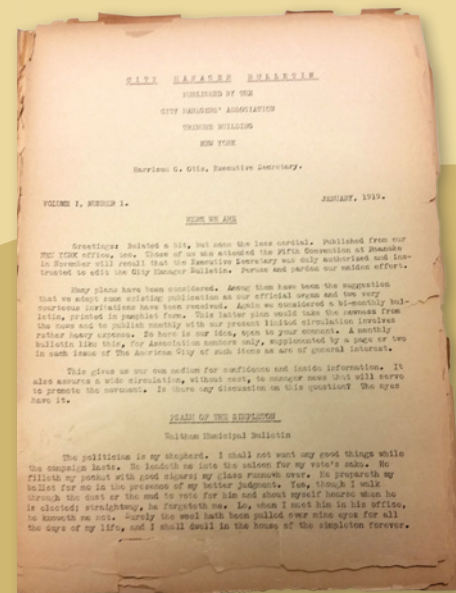 CITY MANAGER BULLETIN
PUBLISHED BY THE
CITY MANAGERS' ASSOCIATION
TRIBUNE BUILDING
NEW YORK
Harrison G. Otis, Executive Secretary.
VOLUME I, NUMBER 1. JANUARY, 1919.
HERE WE ARE
Greetings: Belated a bit, but none the less cordial. Published from our
NEW YORK office, too. Those of us who attended the Fifth Convention at Roanoke
in November will recall that the Executive Secretary was duly authorized and ins-
tructed to edit the City Manager Bulletin. Peruse and pardon our maiden effort.
Many plans have been considered. Among them have been the suggestion
that we adopt some existing publication as our official organ and two very
courteous invitations have been received. Again we considered a bi-monthly bul-
letin, printed in pamphlet form. This latter plan would take the newness from
the news and to publish monthly with our present limited circulation involves
rather heavy expense. So here is our idea, open to your comment. A monthly
bulletin like this, for Association members only, supplemented by a page or two
in each issue of The American City of such items as are of general interest.
This gives us our own medium for confidence and inside information. It
also assures a wide circulation, without cost, to manager news that will serve
to promote the movement. Is there any discussion on this question? The ayes
have it.
PSALM OF THE SIMPLETON
Waltham Municipal Bulletin
The politician is my shepherd. I shall not want any good things while
the campaign lasts. He leadeth me into the saloon for my vote's sake. He
filleth my pocket with good cigars; my glass runneth over. He prepareth my
ballot for me in the presence of my better judgment. Yea, though I walk
through the dust or the mud to vote for him and shout myself hoarse when he
is elected; straightway, he forgeteth me. Lo, when I meet him in his office,
he knoweth me not. Surely the wool hath been pulled over mine eyes for all
the days of my life, and I shall dwell in the house of the simpleton forever.